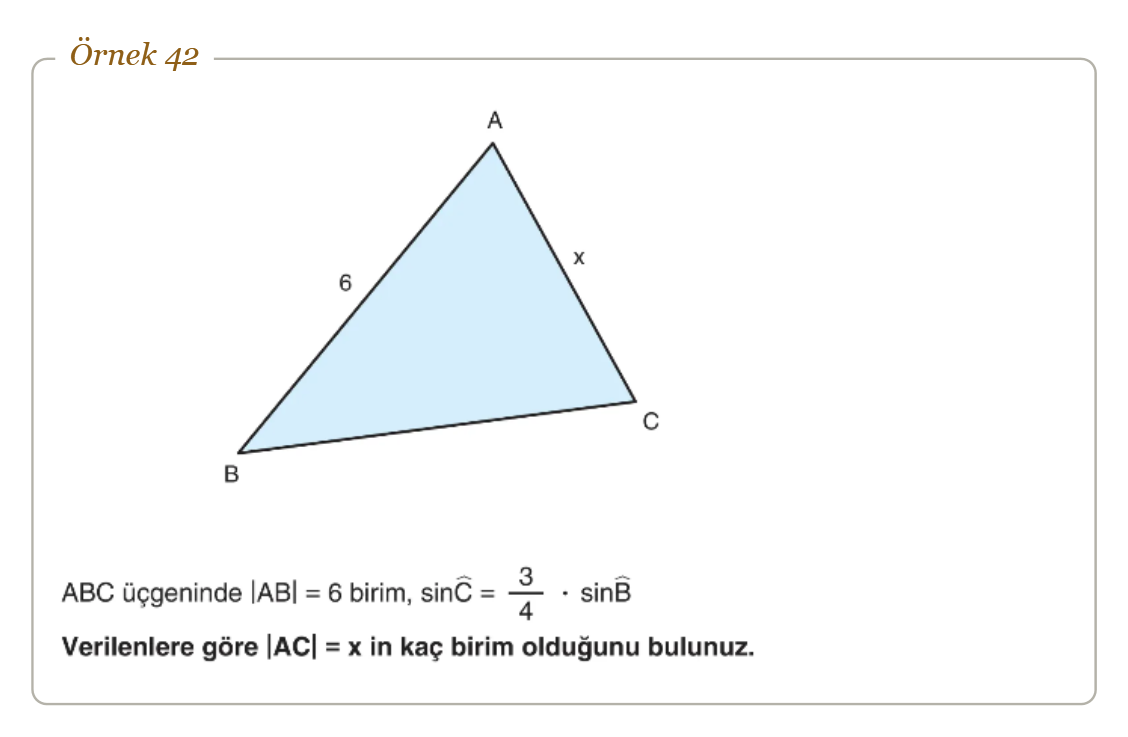 Örnek 42
A
6
x
C
B
ABC üçgeninde |AB| = 6 birim, sinĈ = 3/4 · sinB̂
Verilenlere göre |AC| = x in kaç birim olduğunu bulunuz.